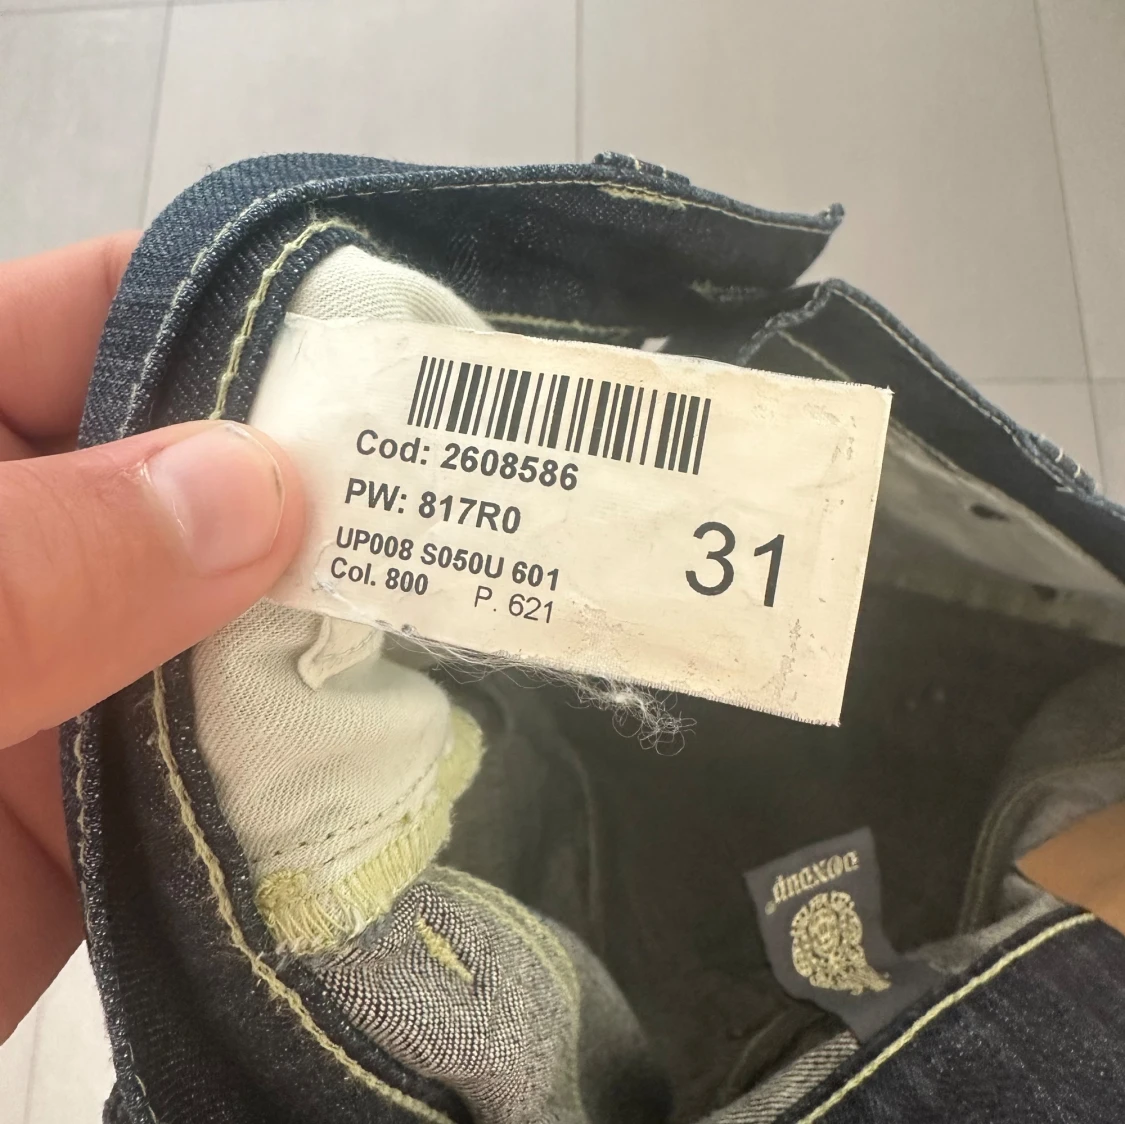 Cod: 2608586
PW: 817R0
UP008 S050U 601
Col. 800 P. 621
31